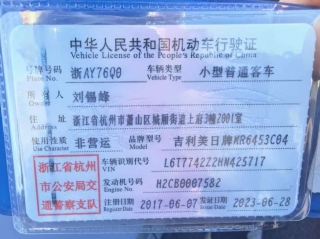 中华人民共和国机动车行驶证
Vehicle License of the People's Republic of China
号牌号码 浙AY76Q0 车辆类型 小型普通客车
Plate No. Vehicle Type
所有人 刘锡峰
Owner
住址 浙江省杭州市萧山区城厢街道上府3幢2001室
Address
使用性质 非营运 品牌型号 吉利美日牌MR6453C04
Use Character Model
浙江省杭州市公安局交通警察支队
车辆识别代号 L6T7742Z2HN425717
VIN
发动机号码 H2CB0007582
Engine No.
注册日期 2017-06-07 发证日期 2023-06-28
Register Date Issue Date